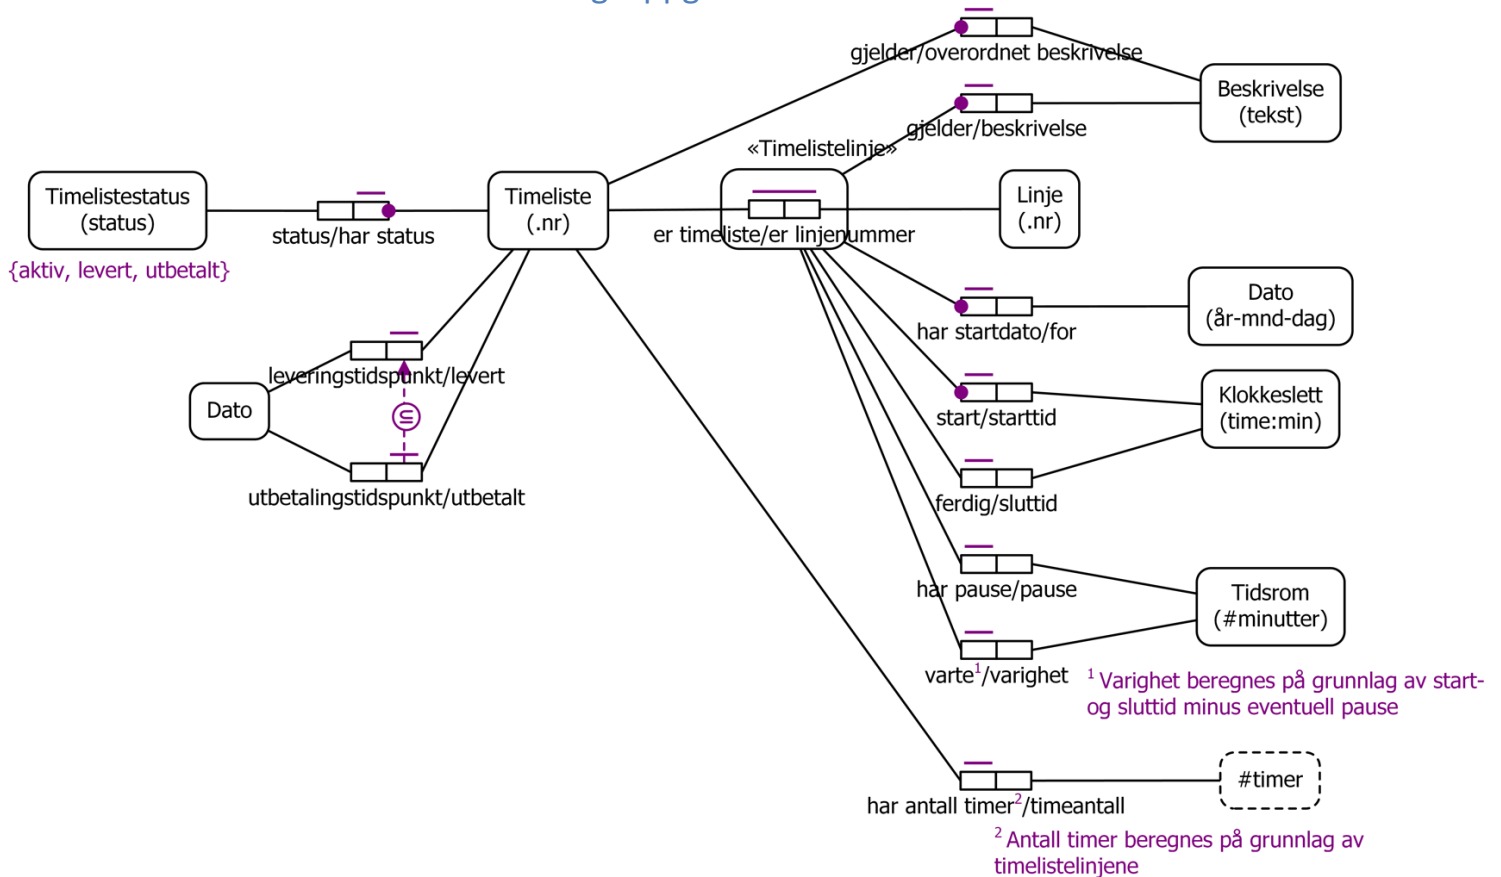 gjelder/overordnet beskrivelse
Beskrivelse
(tekst)
gjelder/beskrivelse
«Timelistelinje»
Timelistestatus
(status)
status/har status
{aktiv, levert, utbetalt}
Timeliste
(.nr)
er timeliste/er linjenummer
Linje
(.nr)
Dato
(år-mnd-dag)
har startdato/for
leveringstidspunkt/levert
Dato
utbetalingstidspunkt/utbetalt
Klokkeslett
(time:min)
start/starttid
ferdig/sluttid
har pause/pause
Tidsrom
(#minutter)
varte¹/varighet
¹ Varighet beregnes på grunnlag av start-
og sluttid minus eventuell pause
#timer
har antall timer²/timeantall
² Antall timer beregnes på grunnlag av
timelistelinjene